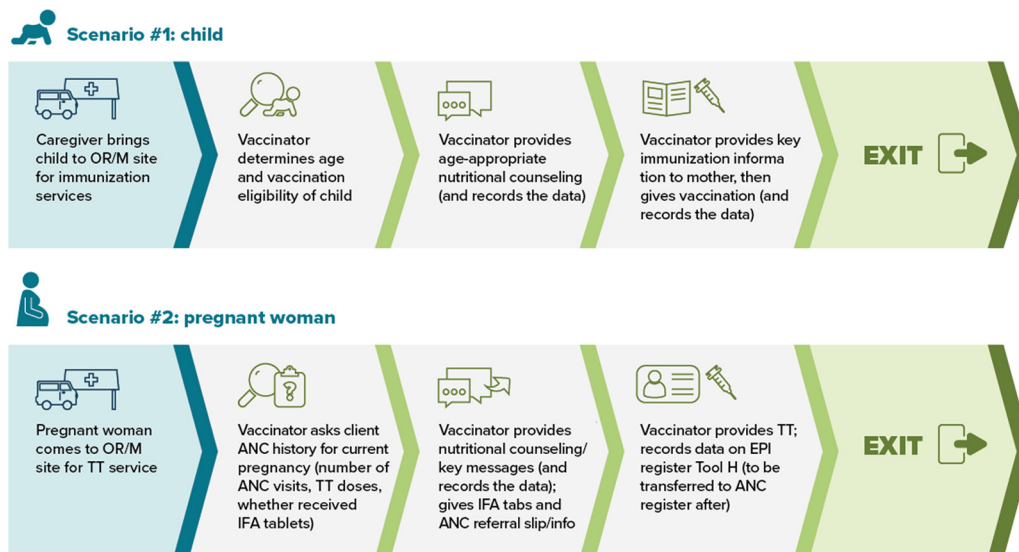 Scenario #1: child
Caregiver brings
child to OR/M site
for immunization
services
Vaccinator
determines age
and vaccination
eligibility of child
Vaccinator provides
age-appropriate
nutritional counseling
(and records the data)
Vaccinator provides key
immunization informa
tion to mother, then
gives vaccination (and
records the data)
EXIT
Scenario #2: pregnant woman
Pregnant woman
comes to OR/M
site for TT service
Vaccinator asks client
ANC history for current
pregnancy (number of
ANC visits, TT doses,
whether received
IFA tablets)
?
Vaccinator provides
nutritional counseling/
key messages (and
records the data);
gives IFA tabs and
ANC referral slip/info
Vaccinator provides TT;
records data on EPI
register Tool H (to be
transferred to ANC
register after)
EXIT